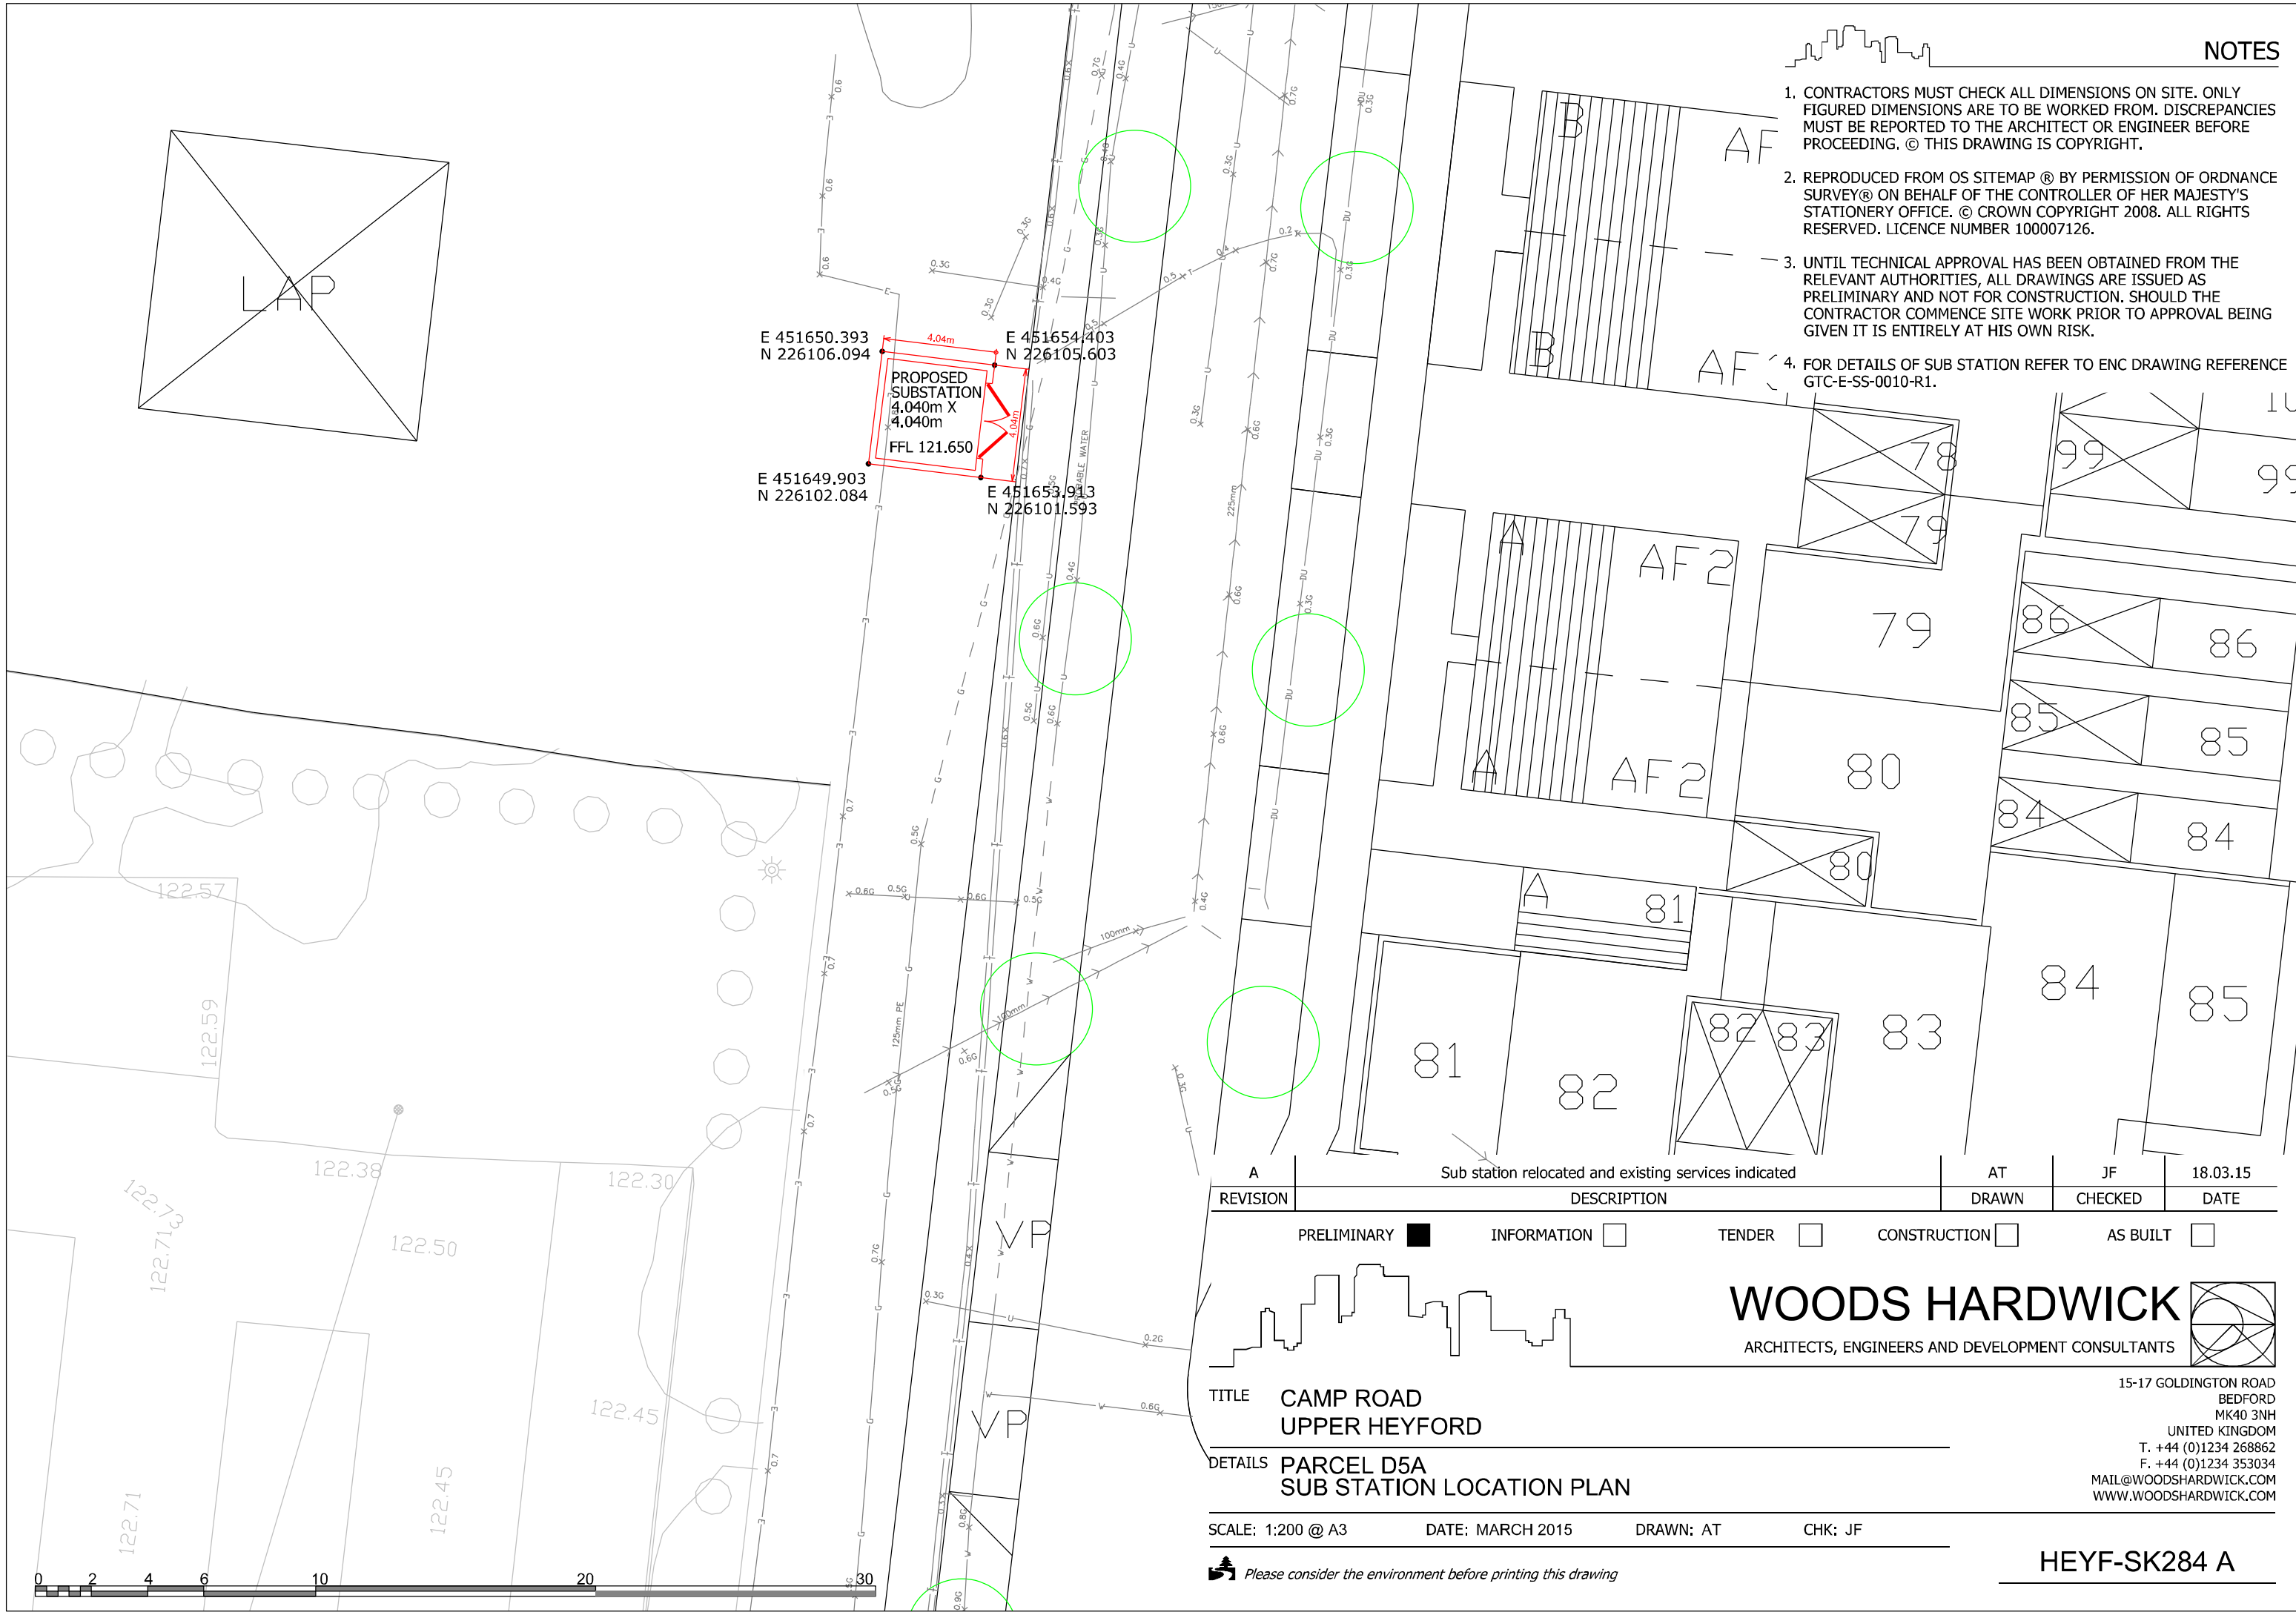 NOTES
1. CONTRACTORS MUST CHECK ALL DIMENSIONS ON SITE. ONLY
FIGURED DIMENSIONS ARE TO BE WORKED FROM. DISCREPANCIES
MUST BE REPORTED TO THE ARCHITECT OR ENGINEER BEFORE
PROCEEDING. © THIS DRAWING IS COPYRIGHT.
2. REPRODUCED FROM OS SITEMAP ® BY PERMISSION OF ORDNANCE
SURVEY® ON BEHALF OF THE CONTROLLER OF HER MAJESTY'S
STATIONERY OFFICE. © CROWN COPYRIGHT 2008. ALL RIGHTS
RESERVED. LICENCE NUMBER 100007126.
3. UNTIL TECHNICAL APPROVAL HAS BEEN OBTAINED FROM THE
RELEVANT AUTHORITIES, ALL DRAWINGS ARE ISSUED AS
PRELIMINARY AND NOT FOR CONSTRUCTION. SHOULD THE
CONTRACTOR COMMENCE SITE WORK PRIOR TO APPROVAL BEING
GIVEN IT IS ENTIRELY AT HIS OWN RISK.
4. FOR DETAILS OF SUB STATION REFER TO ENC DRAWING REFERENCE
GTC-E-SS-0010-R1.
LAP
E 451650.393
N 226106.094
4.04m
E 451654.403
N 226105.603
PROPOSED
SUBSTATION
4.040m X
4.040m
FFL 121.650
4.04m
E 451649.903
N 226102.084
E 451653.913
N 226101.593
PROBABLE WATER
225mm
B
B
A
A
A
AF2
AF2
78
79
99
79
80
80
81
86
86
85
85
84
84
81
82
82
83
83
84
85
100mm
100mm
125mm PE
VP
VP
122.57
122.59
122.38
122.30
122.73
122.71
122.50
122.45
122.45
122.71
0 2 4 6 10 20 30
A Sub station relocated and existing services indicated AT JF 18.03.15
REVISION DESCRIPTION DRAWN CHECKED DATE
PRELIMINARY INFORMATION TENDER CONSTRUCTION AS BUILT
WOODS HARDWICK
ARCHITECTS, ENGINEERS AND DEVELOPMENT CONSULTANTS
15-17 GOLDINGTON ROAD
BEDFORD
MK40 3NH
UNITED KINGDOM
T. +44 (0)1234 268862
F. +44 (0)1234 353034
MAIL@WOODSHARDWICK.COM
WWW.WOODSHARDWICK.COM
TITLE CAMP ROAD
UPPER HEYFORD
DETAILS PARCEL D5A
SUB STATION LOCATION PLAN
SCALE: 1:200 @ A3 DATE: MARCH 2015 DRAWN: AT CHK: JF
Please consider the environment before printing this drawing
HEYF-SK284 A